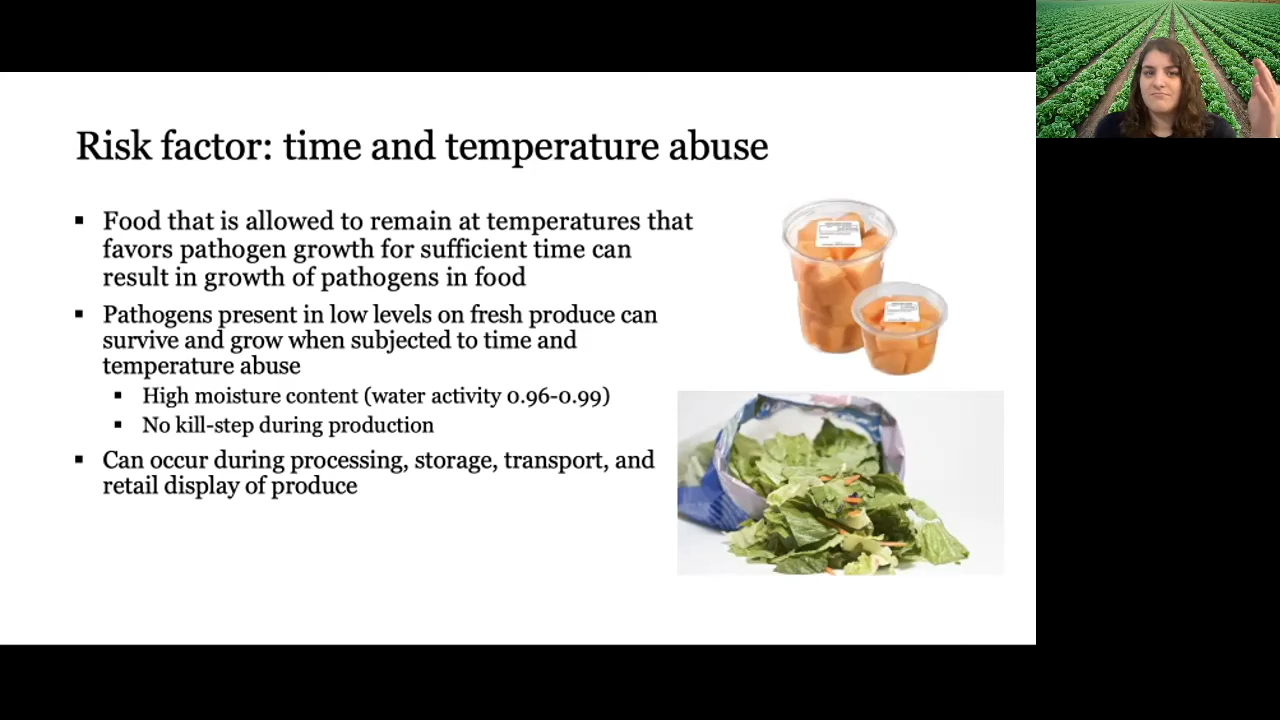 Risk factor: time and temperature abuse
▪ Food that is allowed to remain at temperatures that
favors pathogen growth for sufficient time can
result in growth of pathogens in food
▪ Pathogens present in low levels on fresh produce can
survive and grow when subjected to time and
temperature abuse
▪ High moisture content (water activity 0.96-0.99)
▪ No kill-step during production
▪ Can occur during processing, storage, transport, and
retail display of produce